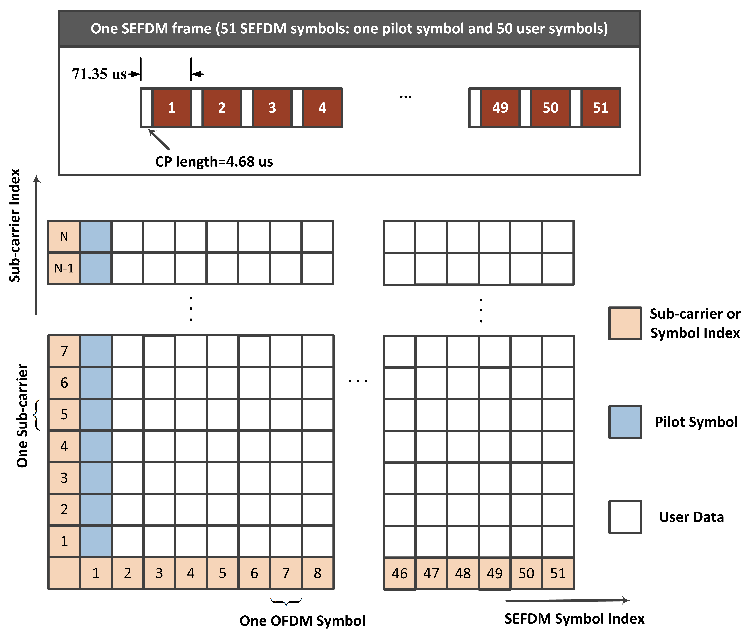 One SEFDM frame (51 SEFDM symbols: one pilot symbol and 50 user symbols)
71.35 us
1 2 3 4 ... 49 50 51
CP length=4.68 us
Sub-carrier Index
N
N-1
7
6
5
4
3
2
1
One Sub-carrier
1 2 3 4 5 6 7 8 ... 46 47 48 49 50 51
One OFDM Symbol
SEFDM Symbol Index
Sub-carrier or
Symbol Index
Pilot Symbol
User Data